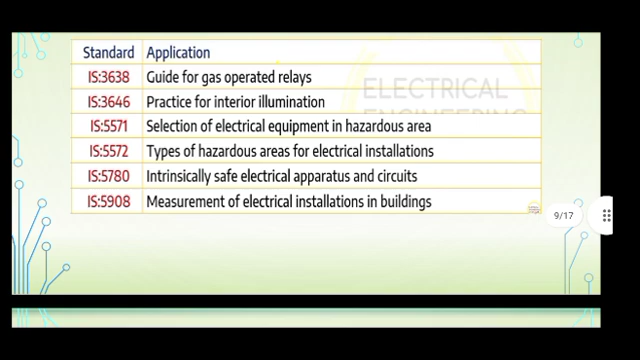 Standard Application
IS:3638 Guide for gas operated relays
IS:3646 Practice for interior illumination
IS:5571 Selection of electrical equipment in hazardous area
IS:5572 Types of hazardous areas for electrical installations
IS:5780 Intrinsically safe electrical apparatus and circuits
IS:5908 Measurement of electrical installations in buildings
ELECTRICAL
ENGINEERING
9/17